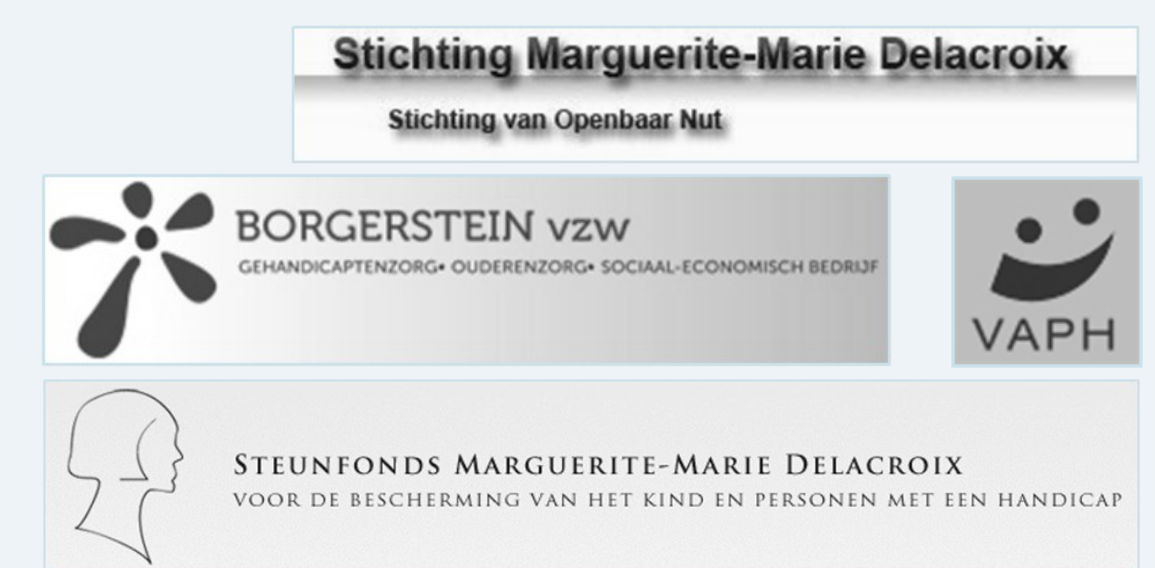 Stichting Marguerite-Marie Delacroix
Stichting van Openbaar Nut
BORGERSTEIN vzw
GEHANDICAPTENZORG• OUDERENZORG• SOCIAAL-ECONOMISCH BEDRIJF
VAPH
STEUNFONDS MARGUERITE-MARIE DELACROIX
VOOR DE BESCHERMING VAN HET KIND EN PERSONEN MET EEN HANDICAP